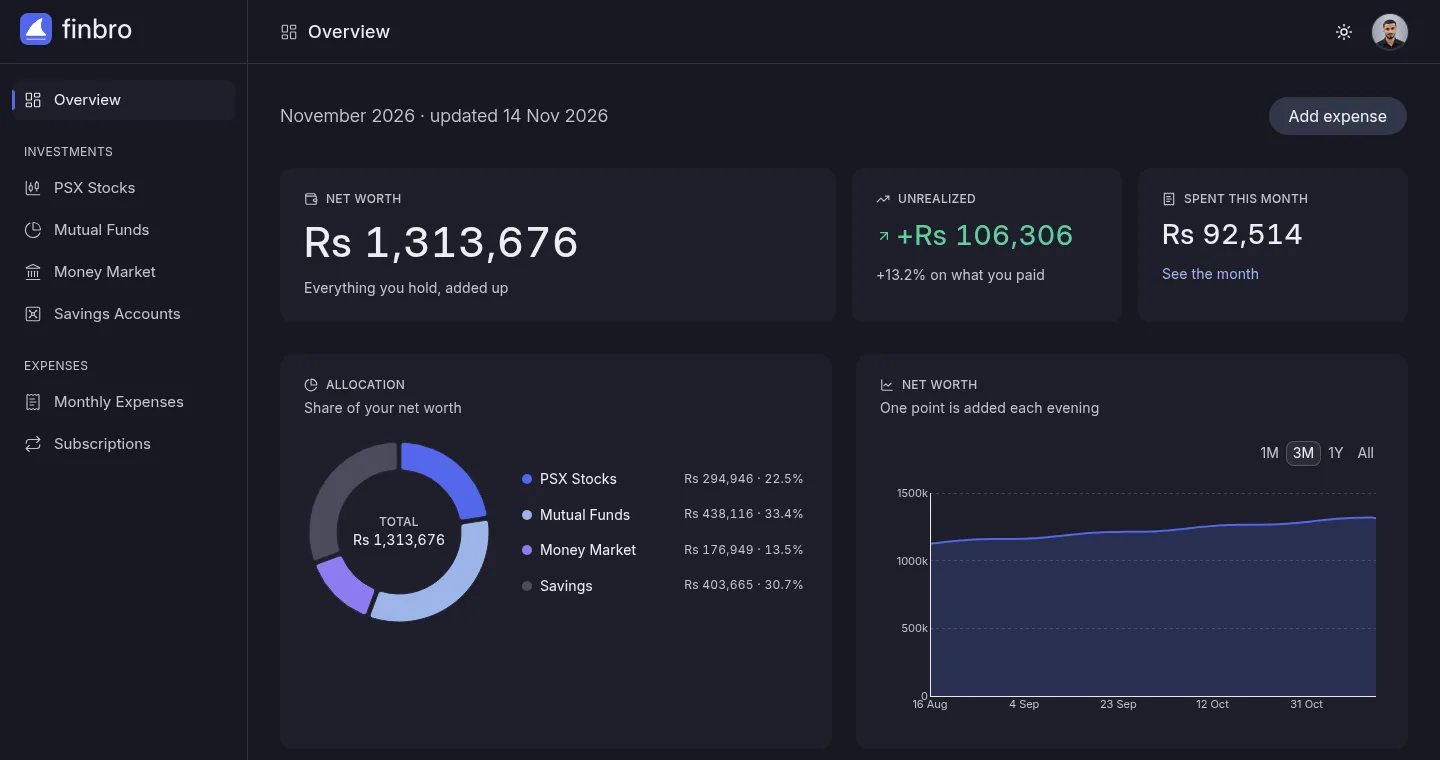 finbro
Overview
Overview
INVESTMENTS
PSX Stocks
Mutual Funds
Money Market
Savings Accounts
EXPENSES
Monthly Expenses
Subscriptions
November 2026 · updated 14 Nov 2026
Add expense
NET WORTH
Rs 1,313,676
Everything you hold, added up
UNREALIZED
+Rs 106,306
+13.2% on what you paid
SPENT THIS MONTH
Rs 92,514
See the month
ALLOCATION
Share of your net worth
TOTAL
Rs 1,313,676
PSX Stocks Rs 294,946 · 22.5%
Mutual Funds Rs 438,116 · 33.4%
Money Market Rs 176,949 · 13.5%
Savings Rs 403,665 · 30.7%
NET WORTH
One point is added each evening
1M 3M 1Y All
1500k
1000k
500k
0
16 Aug 4 Sep 23 Sep 12 Oct 31 Oct